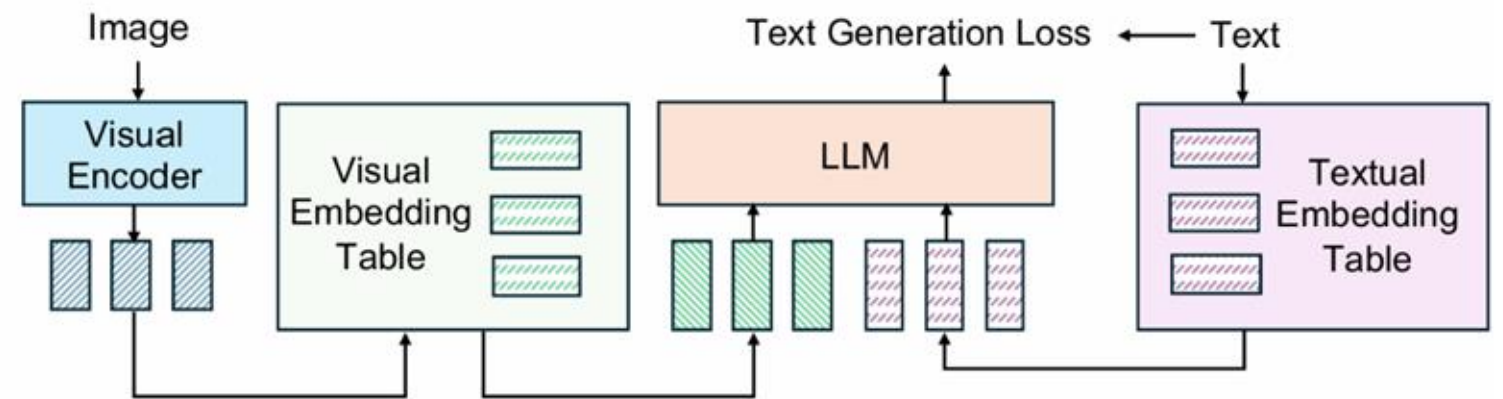 Image
Text Generation Loss
Text
Visual
Encoder
Visual
Embedding
Table
LLM
Textual
Embedding
Table